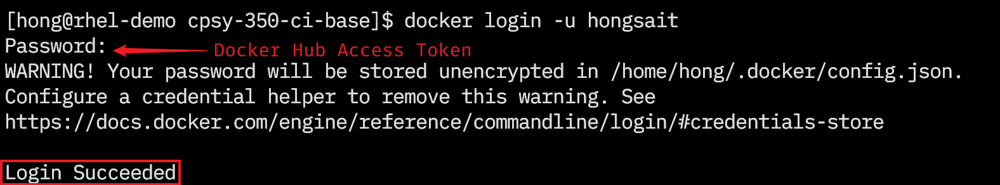 [hong@rhel-demo cpsy-350-ci-base]$ docker login -u hongsait
Password: Docker Hub Access Token
WARNING! Your password will be stored unencrypted in /home/hong/.docker/config.json.
Configure a credential helper to remove this warning. See
https://docs.docker.com/engine/reference/commandline/login/#credentials-store
Login Succeeded